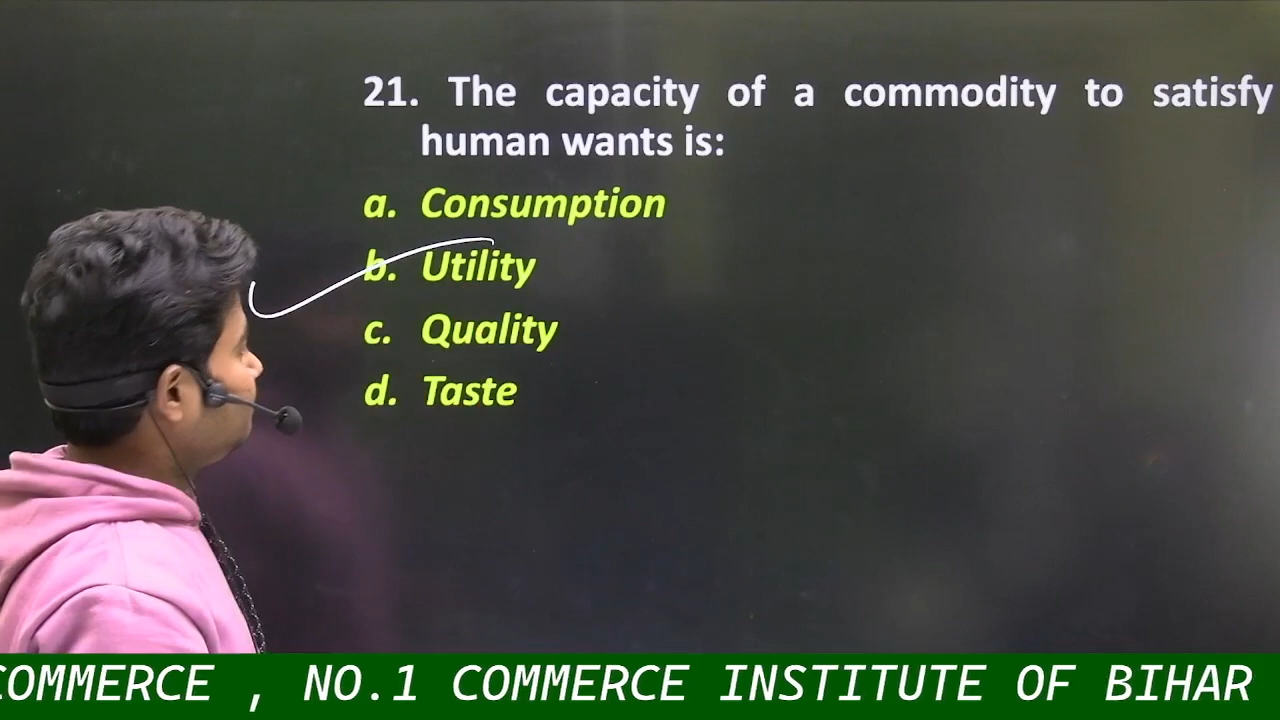 21. The capacity of a commodity to satisfy
human wants is:
a. Consumption
b. Utility
c. Quality
d. Taste
COMMERCE , NO.1 COMMERCE INSTITUTE OF BIHAR